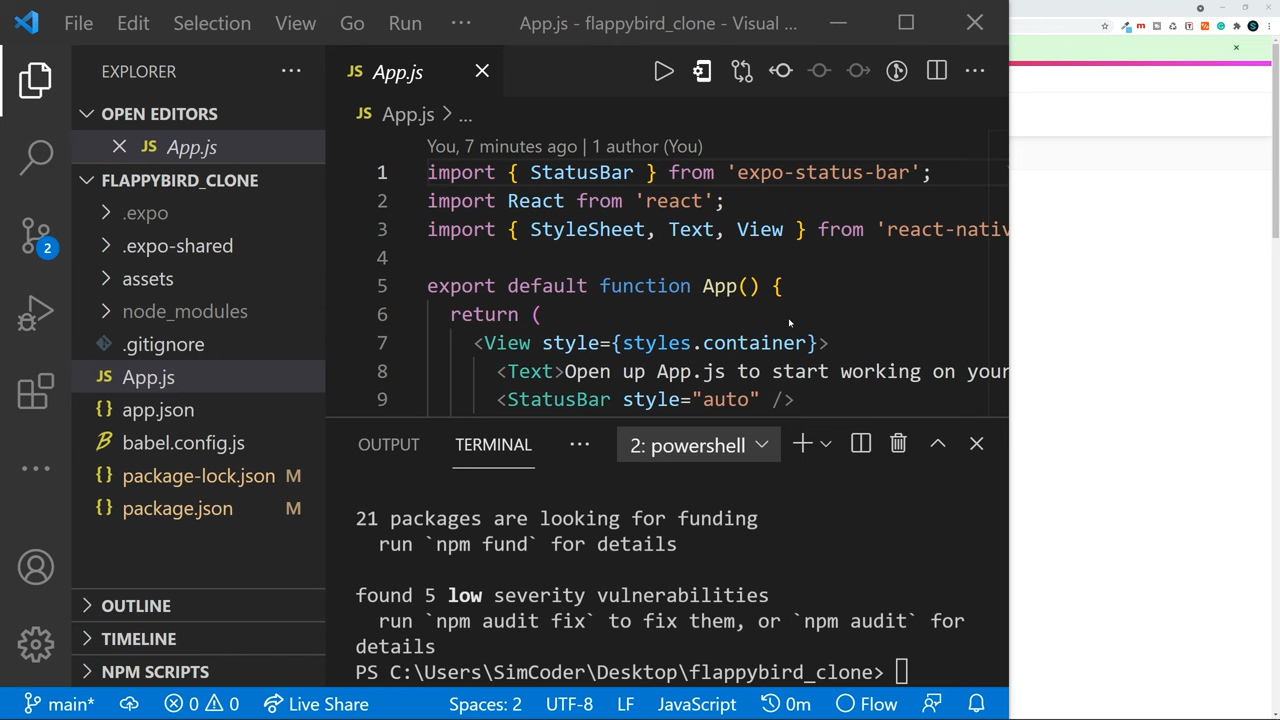 File Edit Selection View Go Run ··· App.js - flappybird_clone - Visual ...
EXPLORER
OPEN EDITORS
JS App.js
FLAPPYBIRD_CLONE
.expo
.expo-shared
assets
node_modules
.gitignore
JS App.js
{} app.json
babel.config.js
{} package-lock.json M
{} package.json M
OUTLINE
TIMELINE
NPM SCRIPTS
2
JS App.js
JS App.js > ...
You, 7 minutes ago | 1 author (You)
1 import { StatusBar } from 'expo-status-bar';
2 import React from 'react';
3 import { StyleSheet, Text, View } from 'react-nativ
4
5 export default function App() {
6 return (
7 <View style={styles.container}>
8 <Text>Open up App.js to start working on your
9 <StatusBar style="auto" />
OUTPUT TERMINAL ··· 2: powershell
21 packages are looking for funding
run `npm fund` for details
found 5 low severity vulnerabilities
run `npm audit fix` to fix them, or `npm audit` for
details
PS C:\Users\SimCoder\Desktop\flappybird_clone>
main* 0 0 Live Share Spaces: 2 UTF-8 LF JavaScript 0m Flow